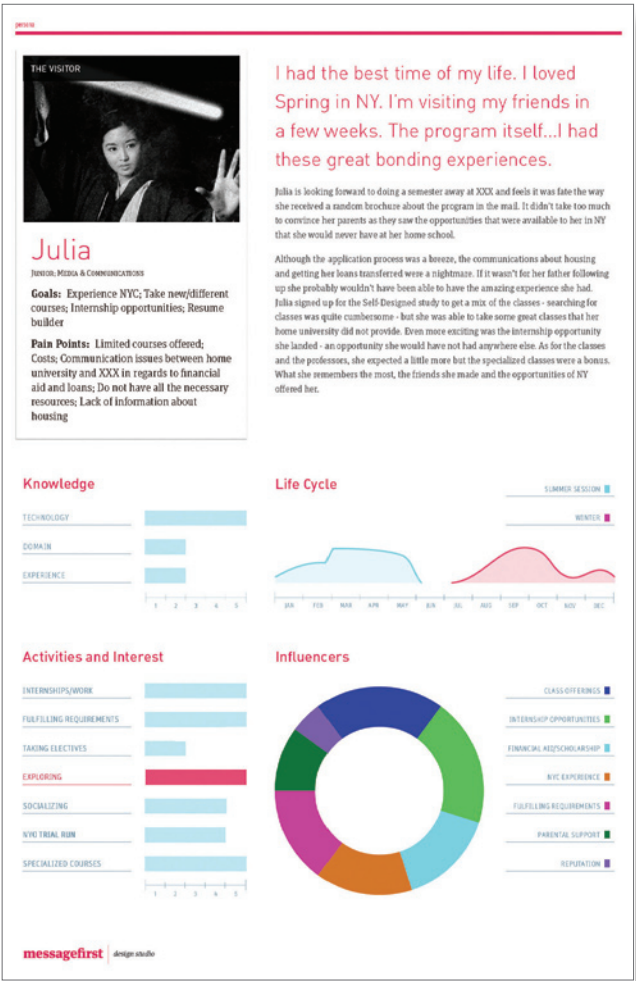 persona
THE VISITOR
Julia
JUNIOR; MEDIA & COMMUNICATIONS
Goals: Experience NYC; Take new/different
courses; Internship opportunities; Resume
builder
Pain Points: Limited courses offered;
Costs; Communication issues between home
university and XXX in regards to financial
aid and loans; Do not have all the necessary
resources; Lack of information about
housing
I had the best time of my life. I loved
Spring in NY. I'm visiting my friends in
a few weeks. The program itself...I had
these great bonding experiences.
Julia is looking forward to doing a semester away at XXX and feels it was fate the way
she received a random brochure about the program in the mail. It didn't take too much
to convince her parents as they saw the opportunities that were available to her in NY
that she would never have at her home school.
Although the application process was a breeze, the communications about housing
and getting her loans transferred were a nightmare. If it wasn't for her father following
up she probably wouldn't have been able to have the amazing experience she had.
Julia signed up for the Self-Designed study to get a mix of the classes - searching for
classes was quite cumbersome - but she was able to take some great classes that her
home university did not provide. Even more exciting was the internship opportunity
she landed - an opportunity she would have not had anywhere else. As for the classes
and the professors, she expected a little more but the specialized classes were a bonus.
What she remembers the most, the friends she made and the opportunities of NY
offered her.
Knowledge
TECHNOLOGY
DOMAIN
EXPERIENCE
1 2 3 4 5
Life Cycle
SUMMER SESSION
WINTER
JAN FEB MAR APR MAY JUN JUL AUG SEP OCT NOV DEC
Activities and Interest
INTERNSHIPS/WORK
FULFILLING REQUIREMENTS
TAKING ELECTIVES
EXPLORING
SOCIALIZING
NYC TRIAL RUN
SPECIALIZED COURSES
1 2 3 4 5
Influencers
CLASS OFFERINGS
INTERNSHIP OPPORTUNITIES
FINANCIAL AID/SCHOLARSHIP
NYC EXPERIENCE
FULFILLING REQUIREMENTS
PARENTAL SUPPORT
REPUTATION
messagefirst design studio